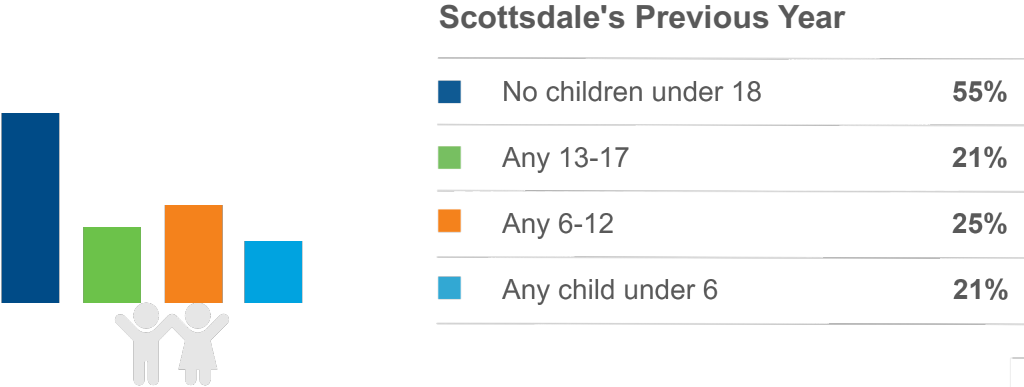 Scottsdale's Previous Year
No children under 18 55%
Any 13-17 21%
Any 6-12 25%
Any child under 6 21%